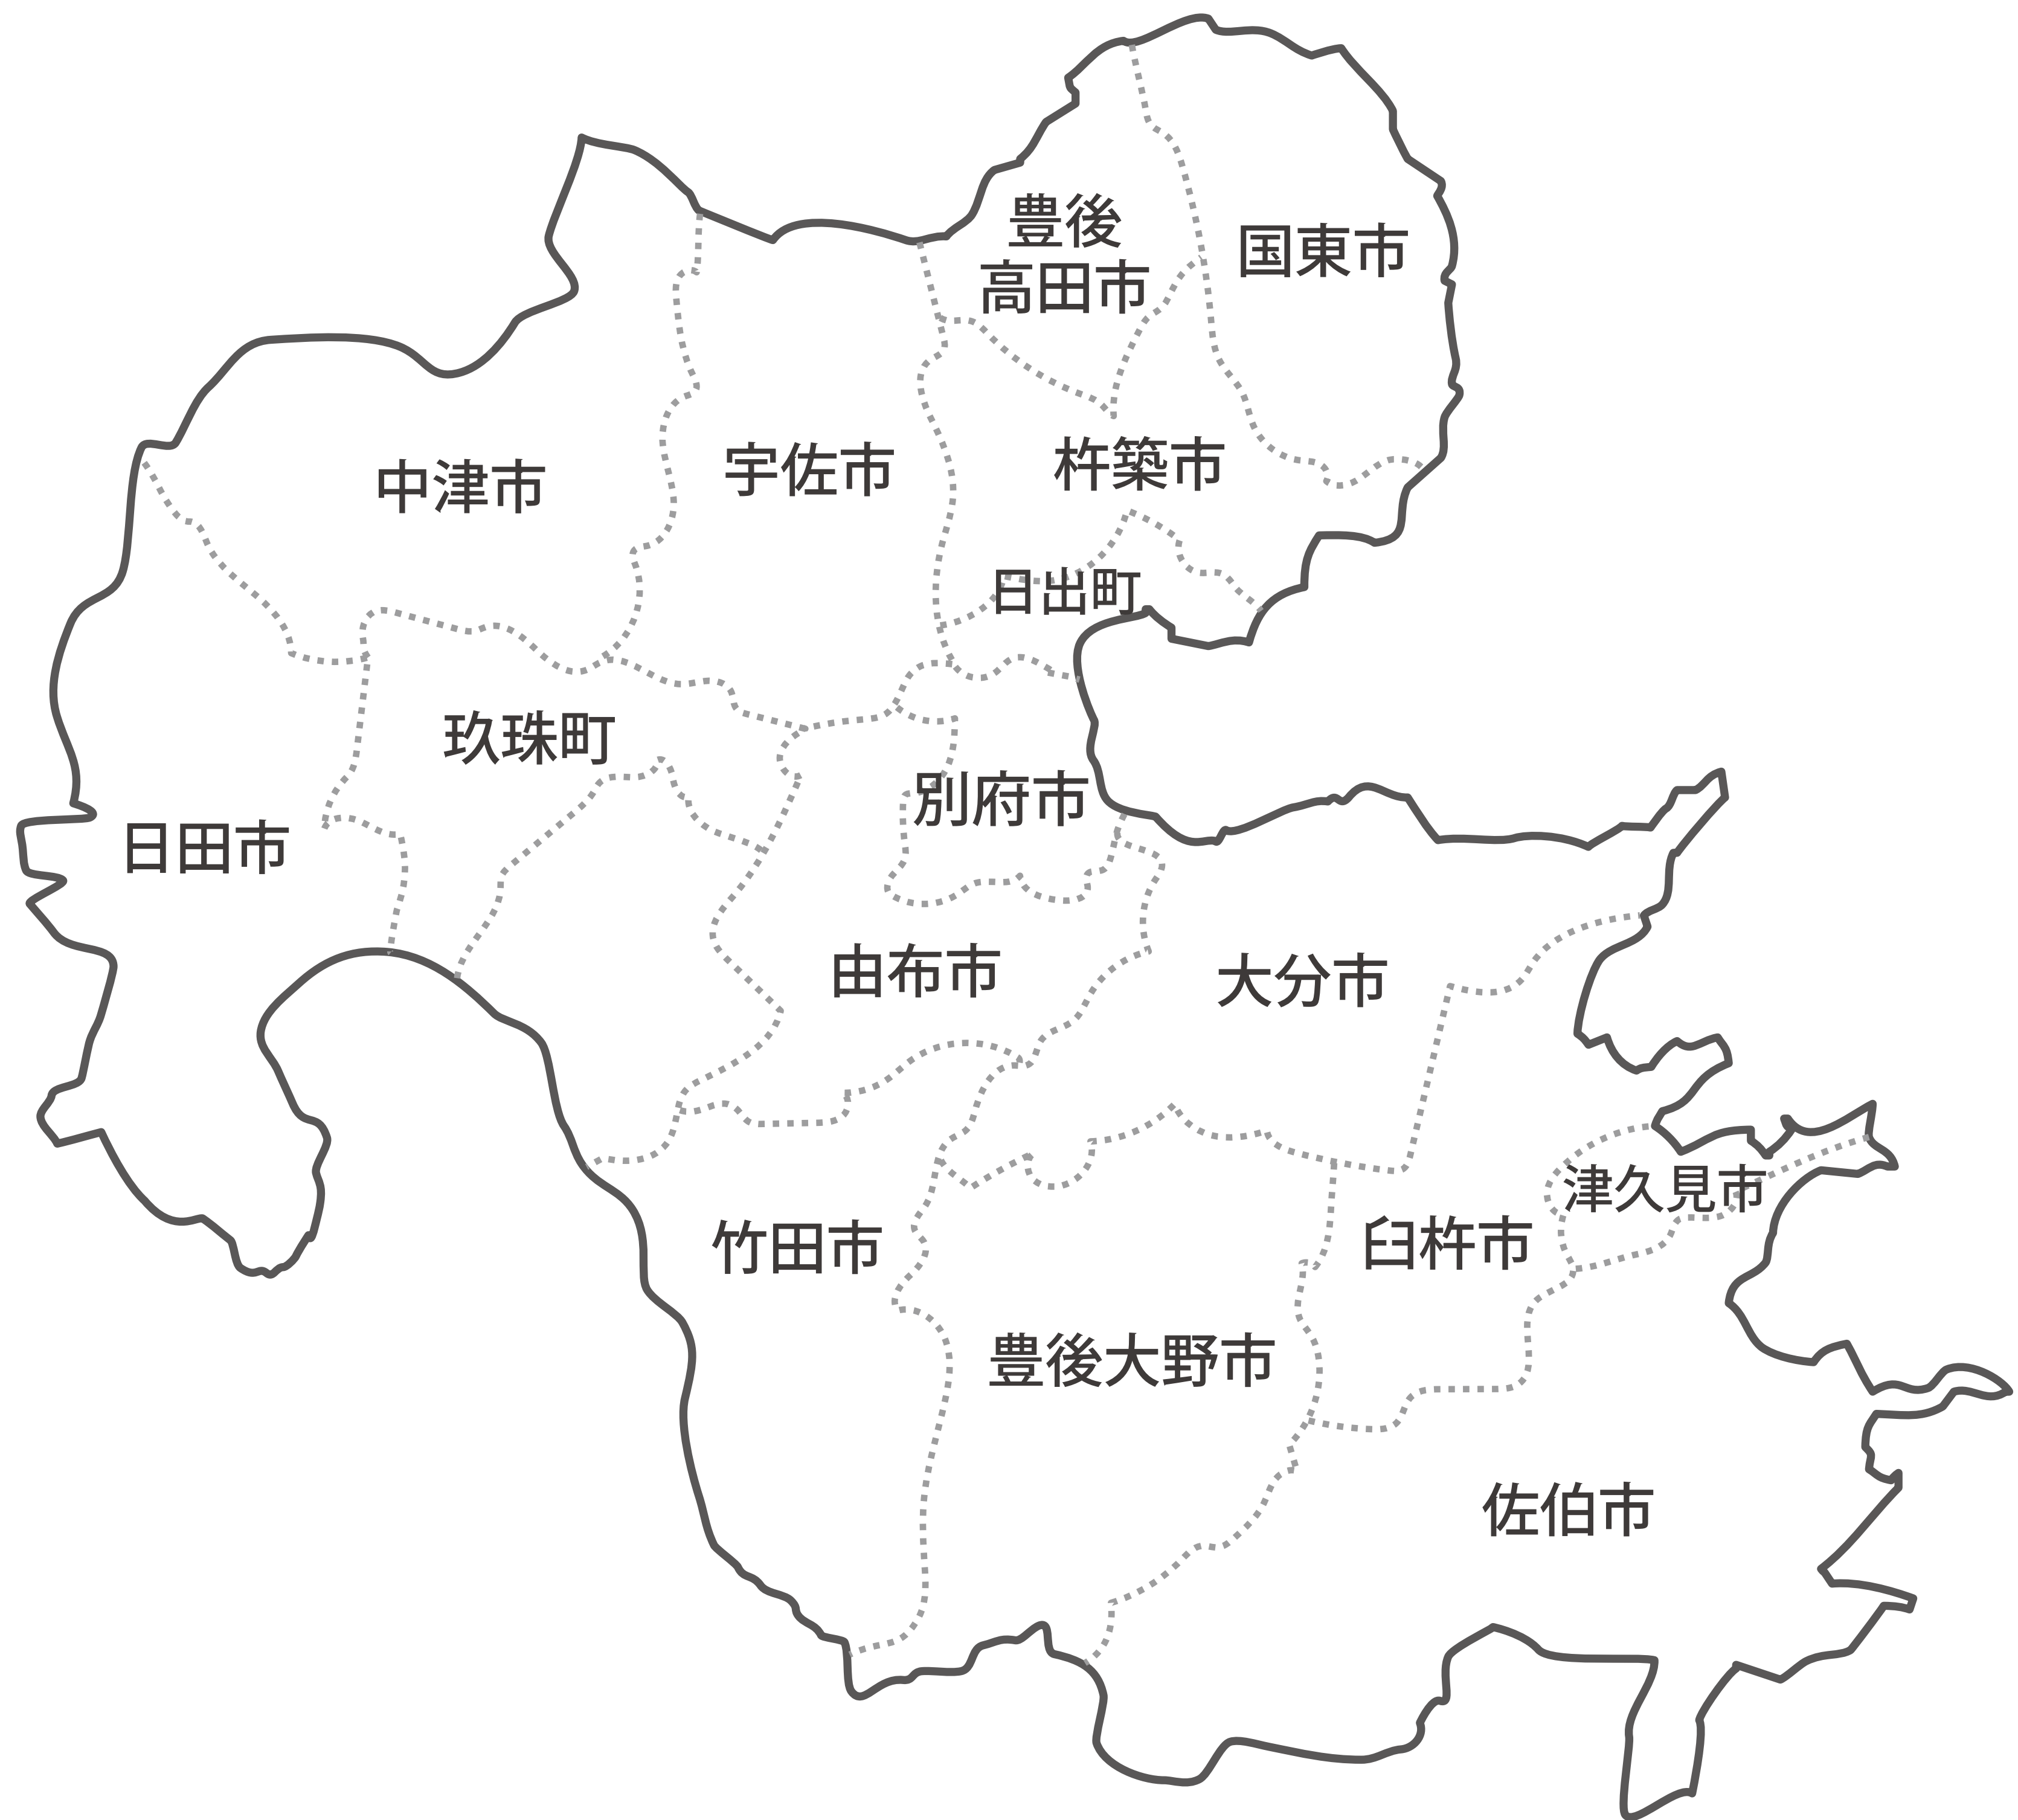 豊後
高田市
国東市
杵築市
宇佐市
中津市
日出町
玖珠町
別府市
日田市
由布市
大分市
津久見市
臼杵市
竹田市
豊後大野市
佐伯市